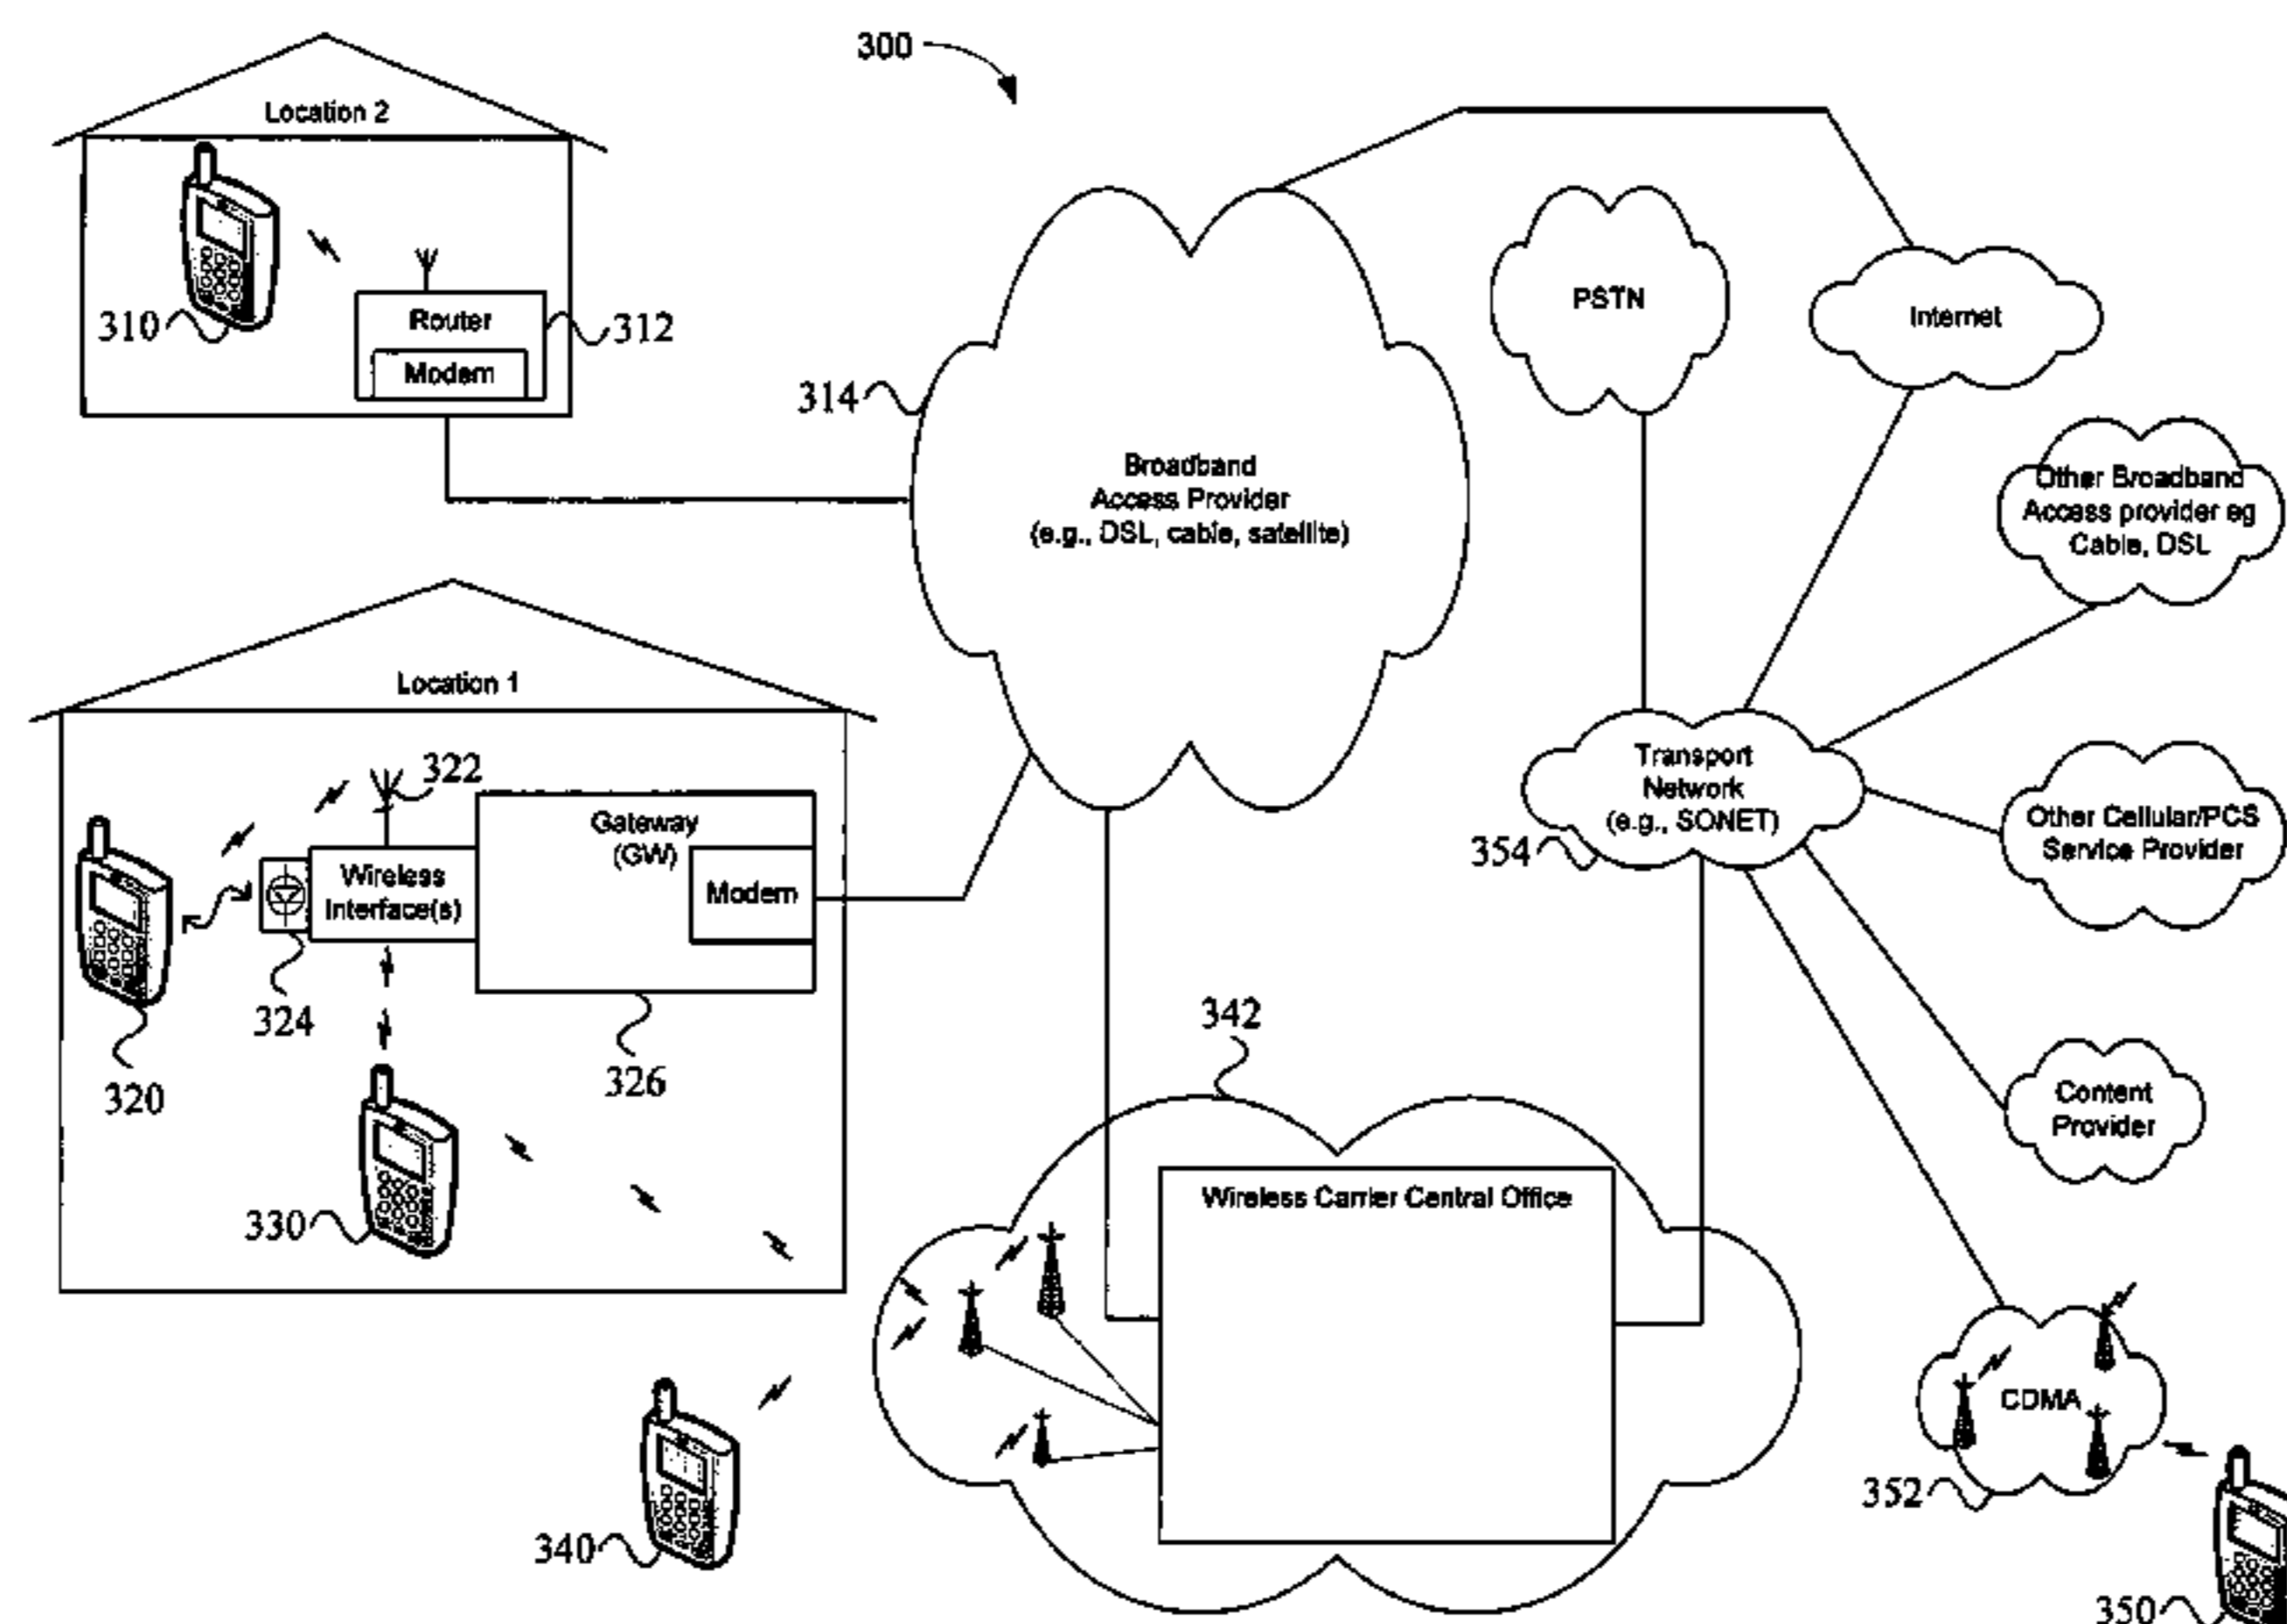 300
Location 2
310
Router
312
Modem
314
Broadband
Access Provider
(e.g., DSL, cable, satellite)
PSTN
Internet
Other Broadband
Access provider eg
Cable, DSL
Location 1
322
Gateway
(GW)
Wireless
Interface(s)
Modem
324
320
326
330
Transport
Network
(e.g., SONET)
354
Other Cellular/PCS
Service Provider
342
Content
Provider
Wireless Carrier Central Office
CDMA
352
340
350